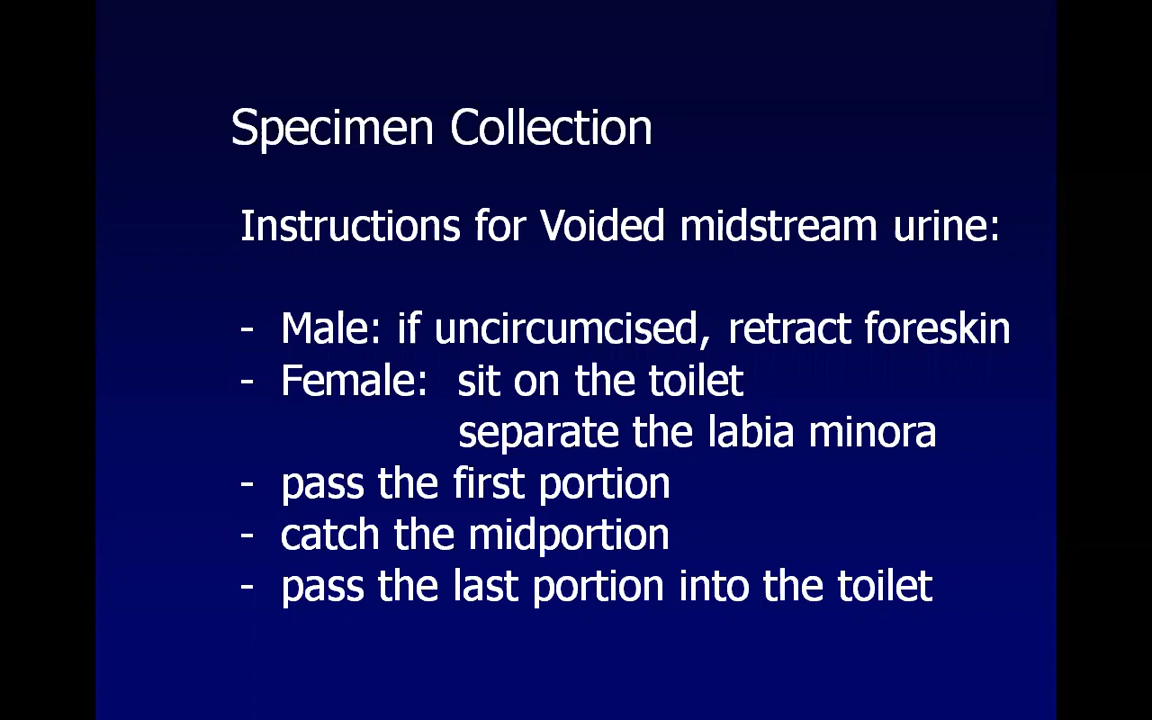 Specimen Collection
Instructions for Voided midstream urine:
- Male: if uncircumcised, retract foreskin
- Female: sit on the toilet
separate the labia minora
- pass the first portion
- catch the midportion
- pass the last portion into the toilet